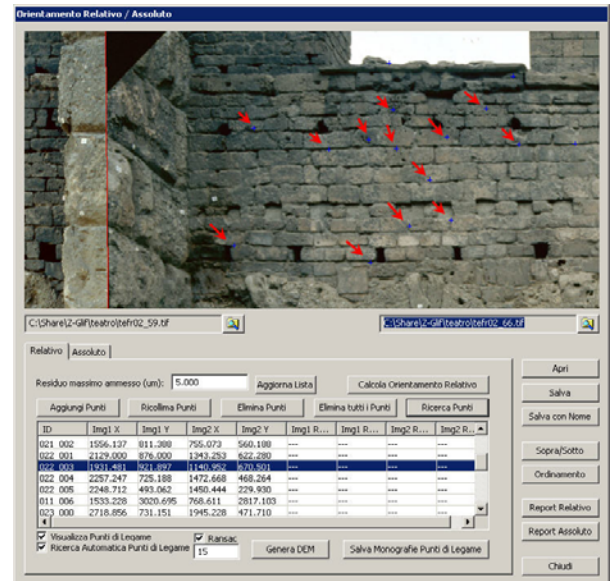 Orientamento Relativo / Assoluto
C:\Share\Z-Glif\teatro\tefr02_59.tif C:\Share\Z-Glif\teatro\tefr02_66.tif
Relativo Assoluto
Residuo massimo ammesso (um): 5.000 Aggiorna Lista Calcola Orientamento Relativo
Aggiungi Punti Ricollima Punti Elimina Punti Elimina tutti i Punti Ricerca Punti
ID Img1 X Img1 Y Img2 X Img2 Y Img1 R... Img1 R... Img2 R... Img2 R...
021 002 1556.137 811.388 755.073 560.188 --- --- --- ---
022 001 2129.000 876.000 1343.253 622.280 --- --- --- ---
022 003 1931.481 921.897 1140.952 670.501 --- --- --- ---
022 004 2257.247 725.188 1472.668 468.264 --- --- --- ---
022 005 2248.712 493.062 1450.444 229.930 --- --- --- ---
011 006 1533.228 3020.695 768.611 2817.103 --- --- --- ---
023 000 2718.856 731.151 1945.228 471.710 --- --- --- ---
Visualizza Punti di Legame Ransac
Ricerca Automatica Punti di Legame 15 Genera DEM Salva Monografie Punti di Legame
Apri
Salva
Salva con Nome
Sopra/Sotto
Ordinamento
Report Relativo
Report Assoluto
Chiudi